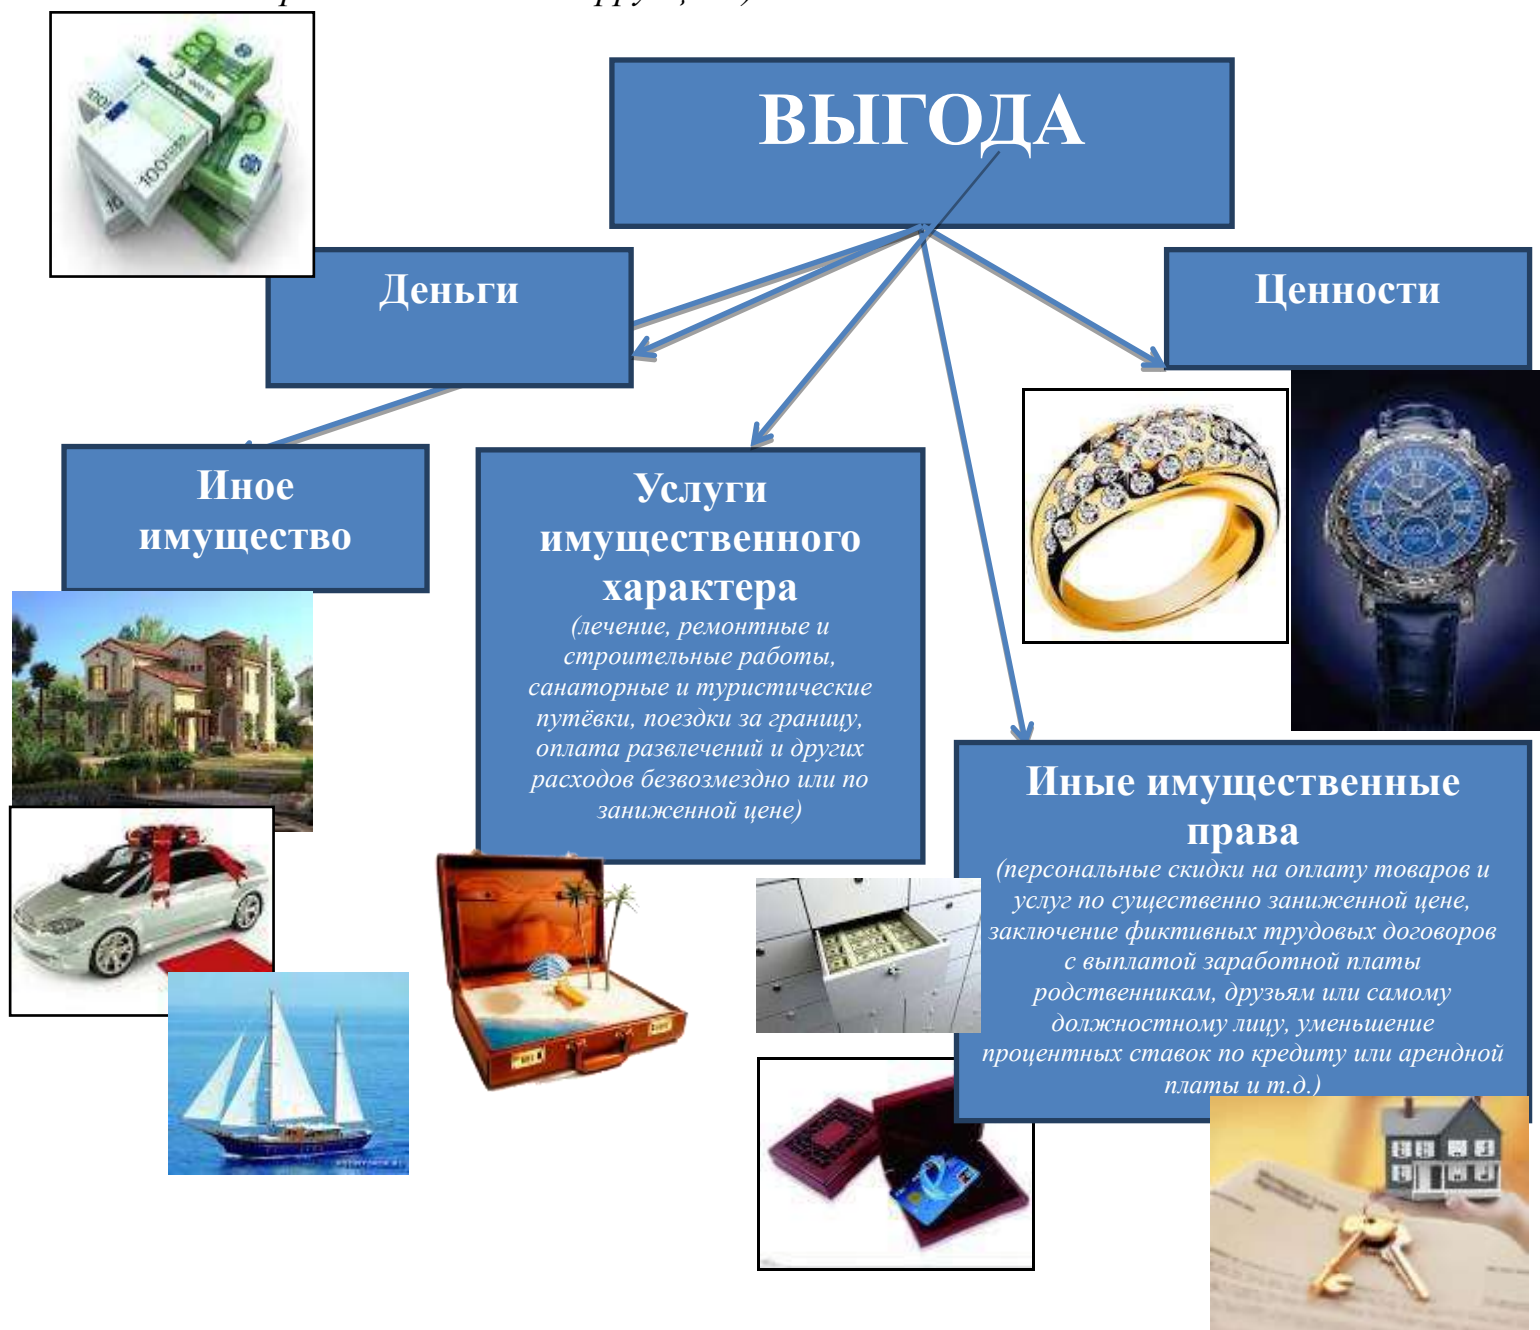 ВЫГОДА
Деньги
Ценности
Иное
имущество
Услуги
имущественного
характера
(лечение, ремонтные и
строительные работы,
санаторные и туристические
путёвки, поездки за границу,
оплата развлечений и других
расходов безвозмездно или по
заниженной цене)
Иные имущественные
права
(персональные скидки на оплату товаров и
услуг по существенно заниженной цене,
заключение фиктивных трудовых договоров
с выплатой заработной платы
родственникам, друзьям или самому
должностному лицу, уменьшение
процентных ставок по кредиту или арендной
платы и т.д.)
100
100
100